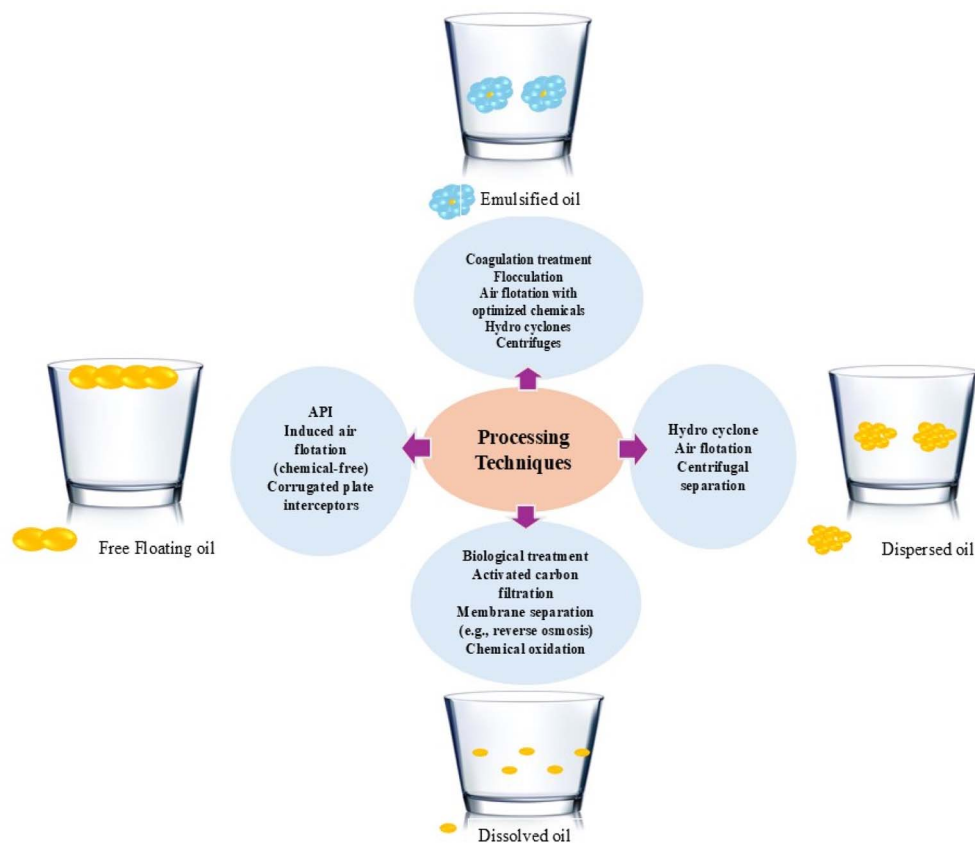 Emulsified oil
Coagulation treatment
Flocculation
Air flotation with
optimized chemicals
Hydro cyclones
Centrifuges
API
Induced air
flotation
(chemical-free)
Corrugated plate
interceptors
Free Floating oil
Processing
Techniques
Hydro cyclone
Air flotation
Centrifugal
separation
Dispersed oil
Biological treatment
Activated carbon
filtration
Membrane separation
(e.g., reverse osmosis)
Chemical oxidation
Dissolved oil